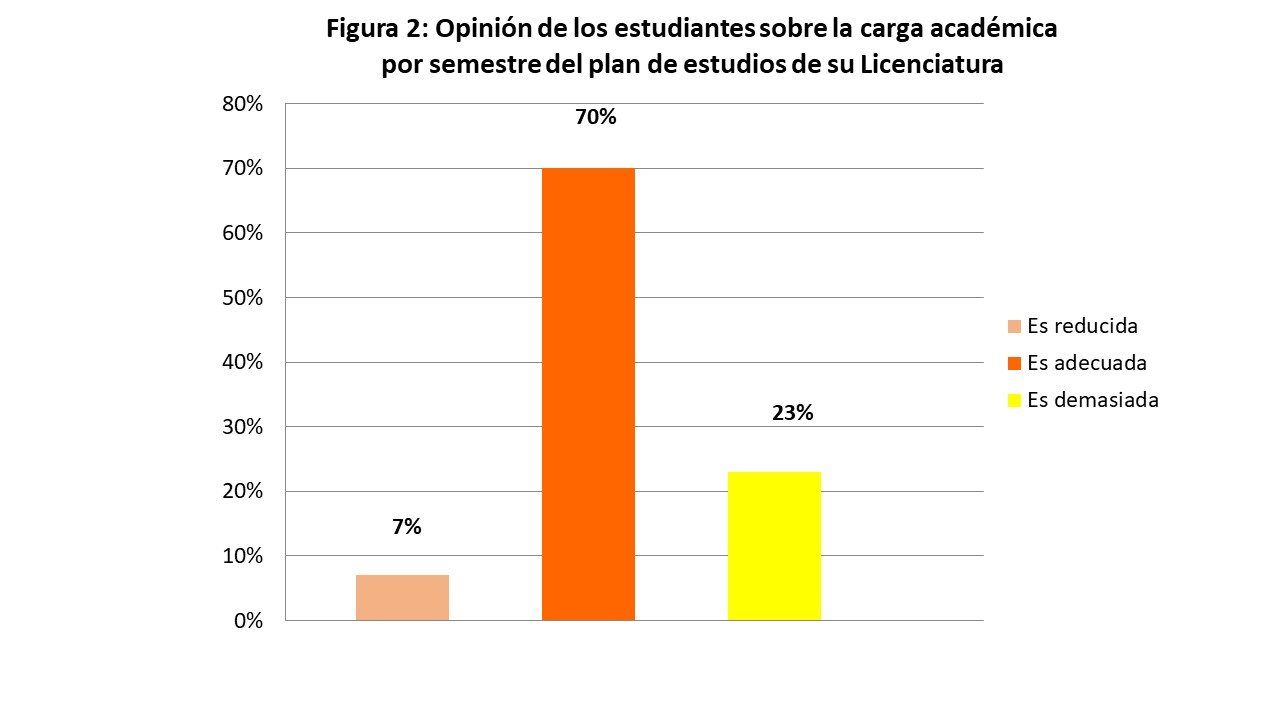 Figura 2: Opinión de los estudiantes sobre la carga académica
por semestre del plan de estudios de su Licenciatura
80%
70%
70%
60%
50%
40%
30%
20%
10%
0%
7%
23%
Es reducida
Es adecuada
Es demasiada